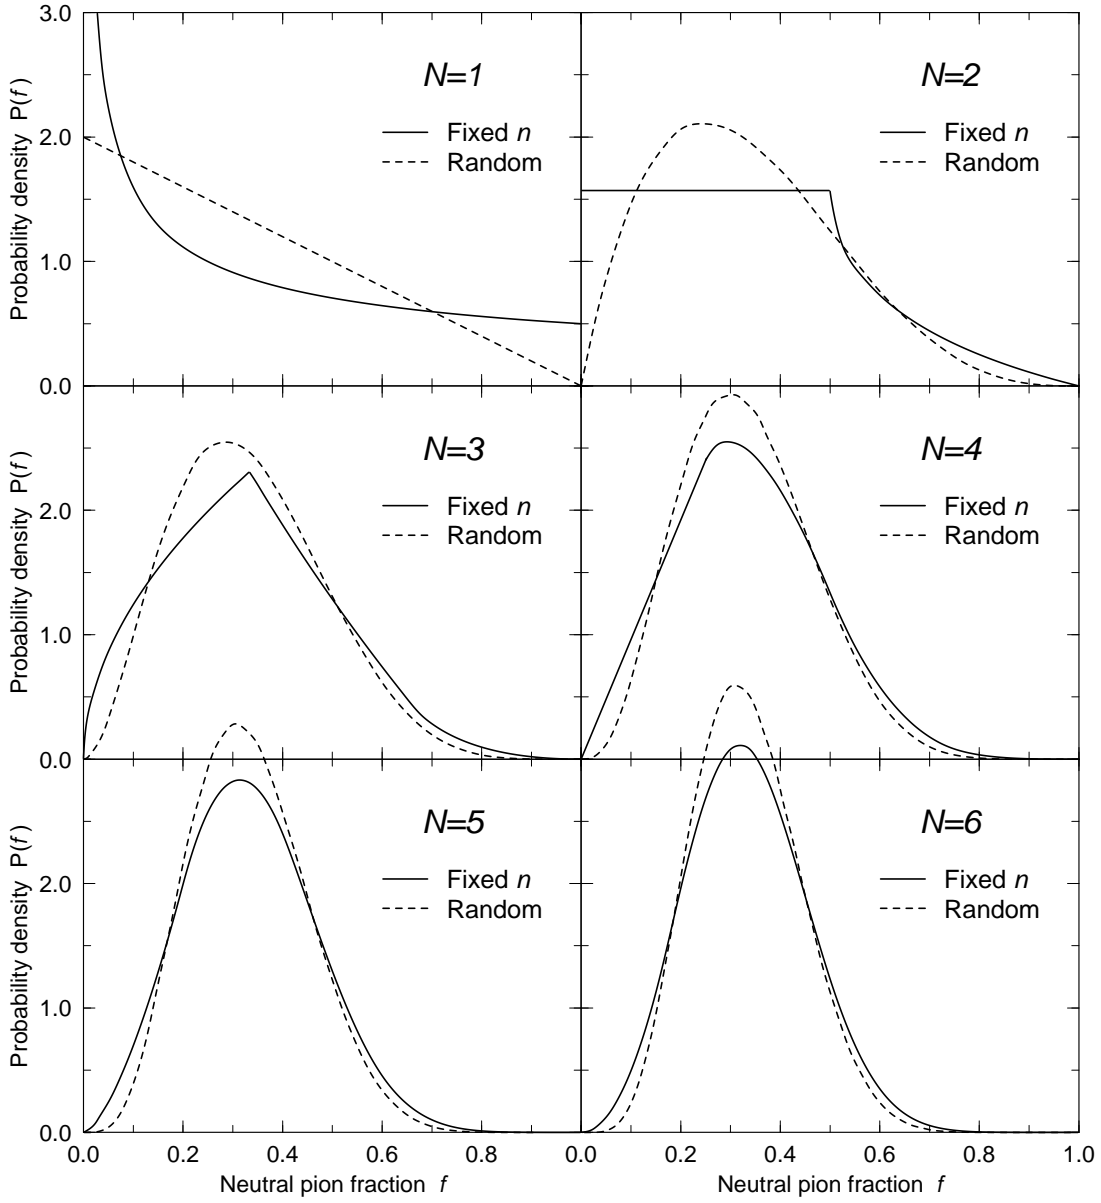 3.0
2.0
1.0
0.0
Probability density P(f)
N=1
Fixed n
Random
N=2
Fixed n
Random
2.0
1.0
0.0
Probability density P(f)
N=3
Fixed n
Random
N=4
Fixed n
Random
2.0
1.0
0.0
Probability density P(f)
N=5
Fixed n
Random
N=6
Fixed n
Random
0.0 0.2 0.4 0.6 0.8 0.0 0.2 0.4 0.6 0.8 1.0
Neutral pion fraction f Neutral pion fraction f